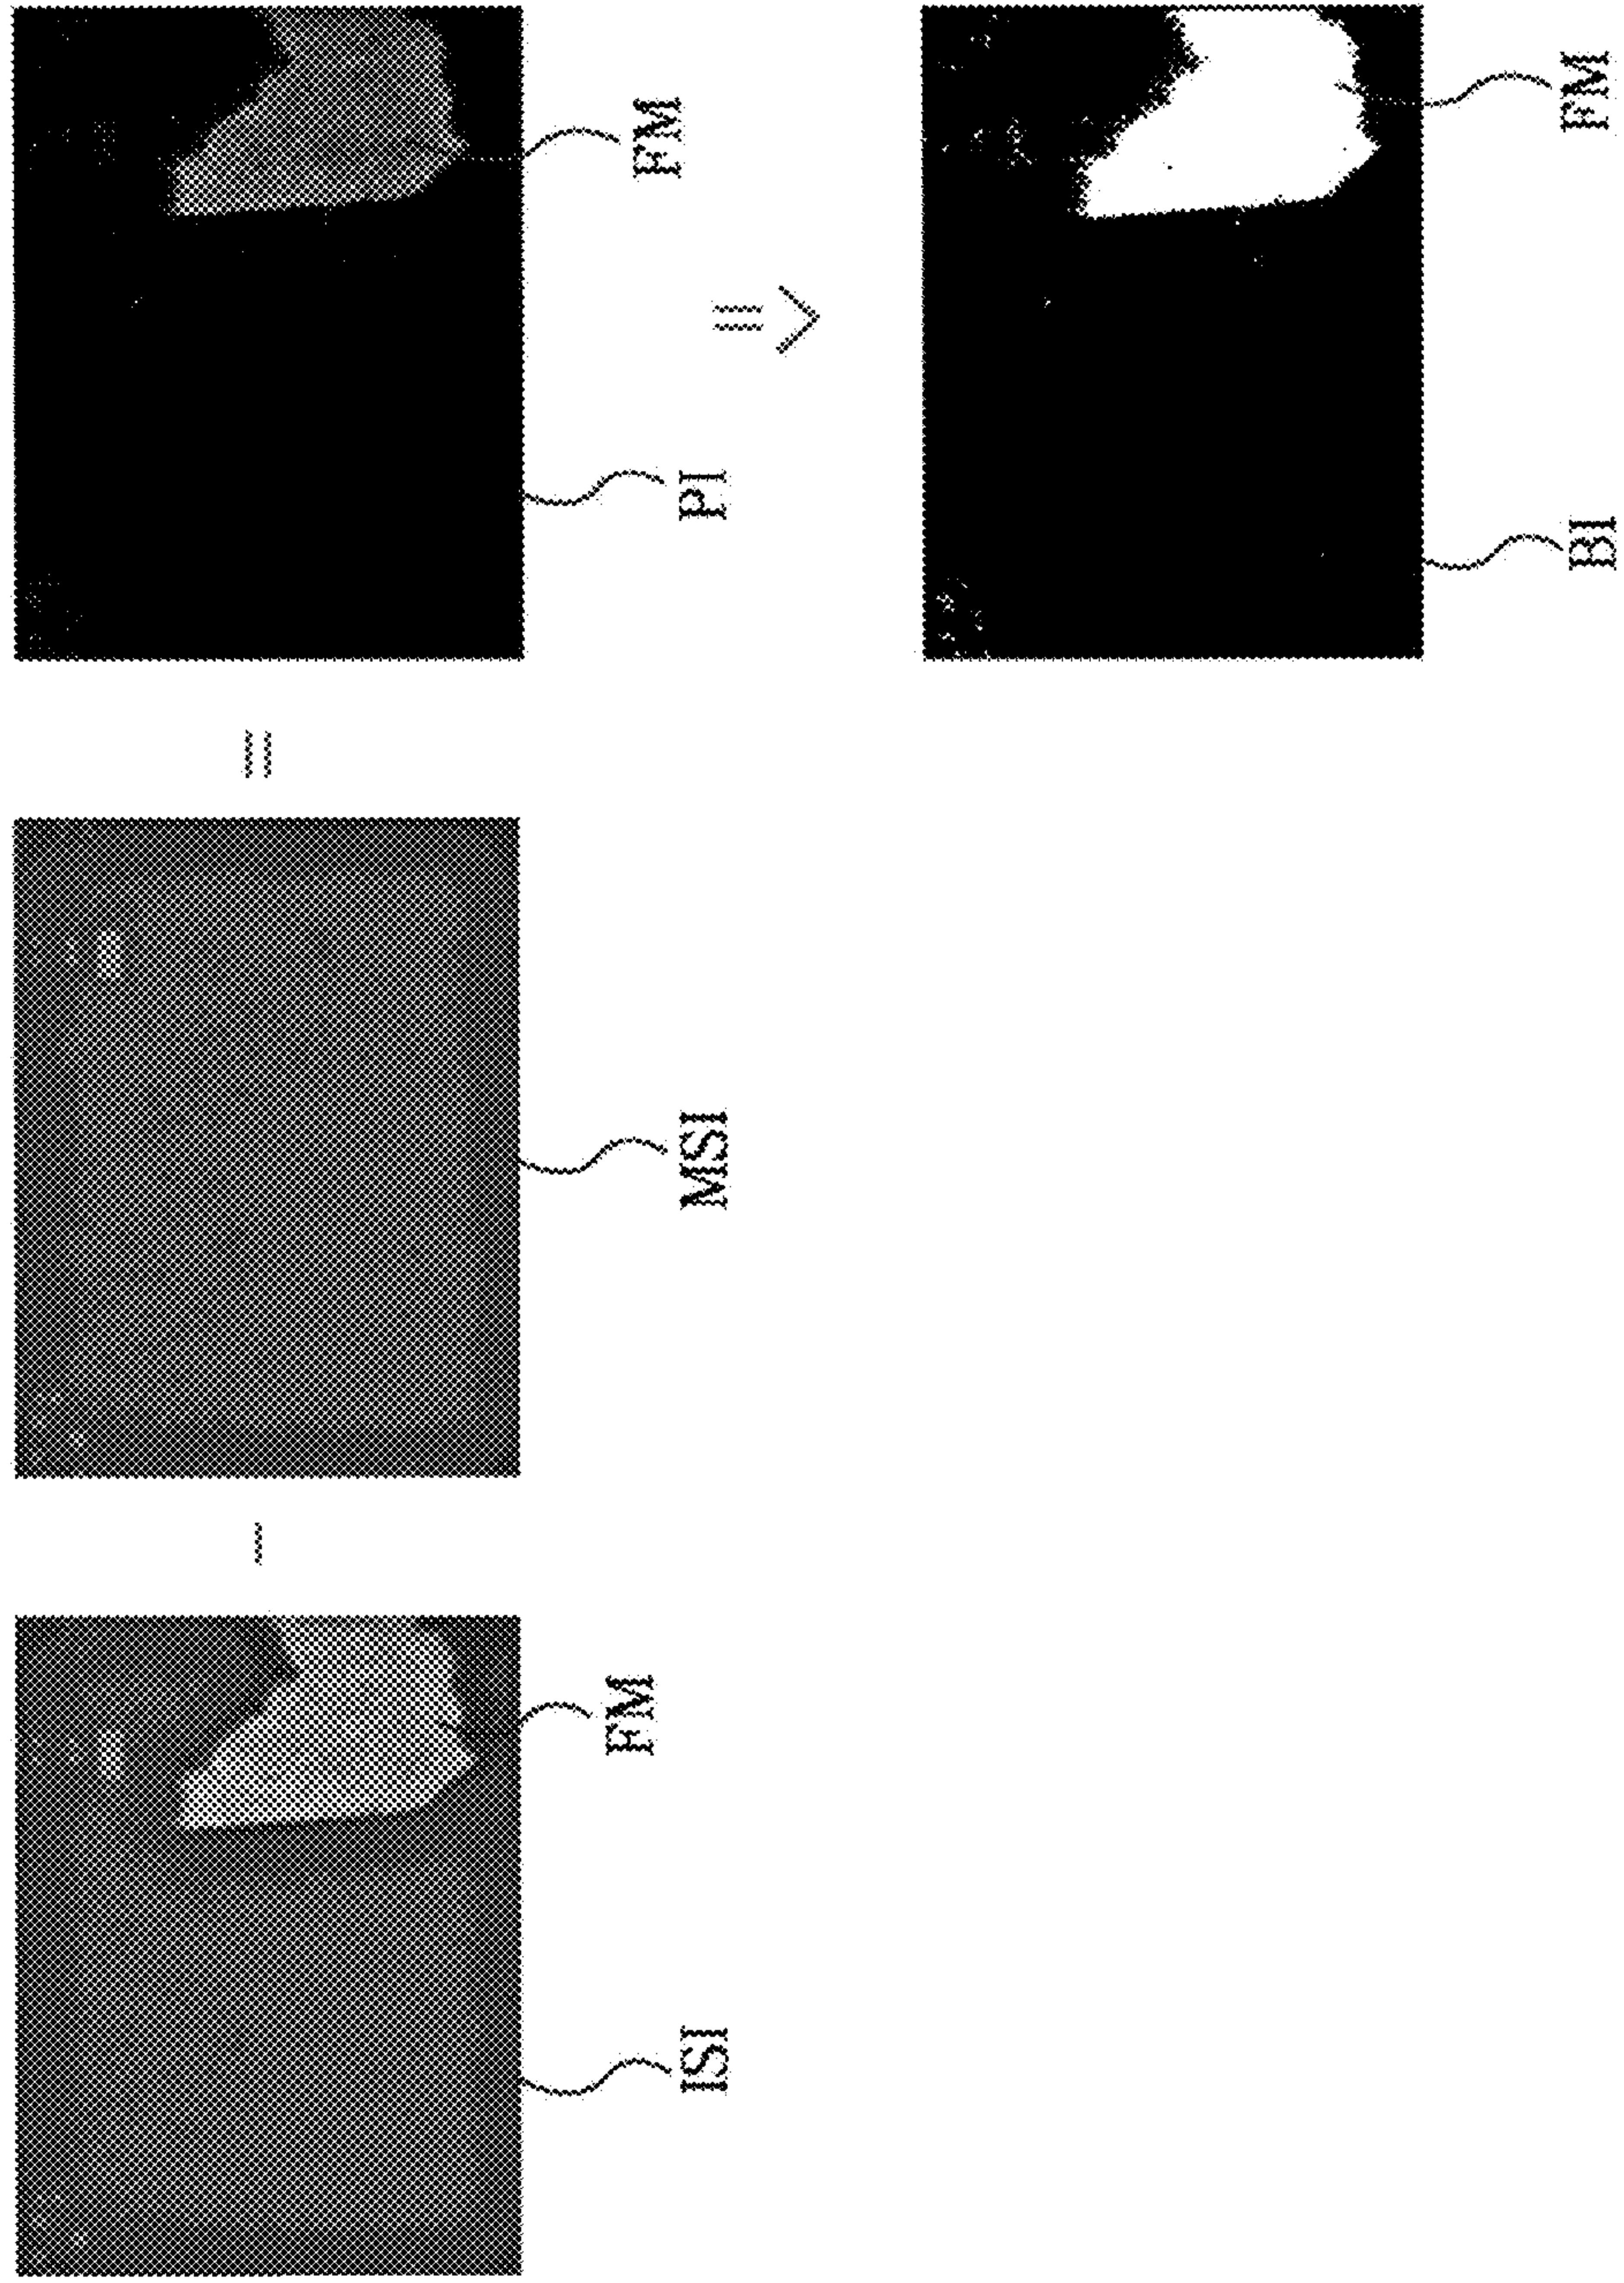 − =
FM FM
ISI MSI PI
=>
BI FM